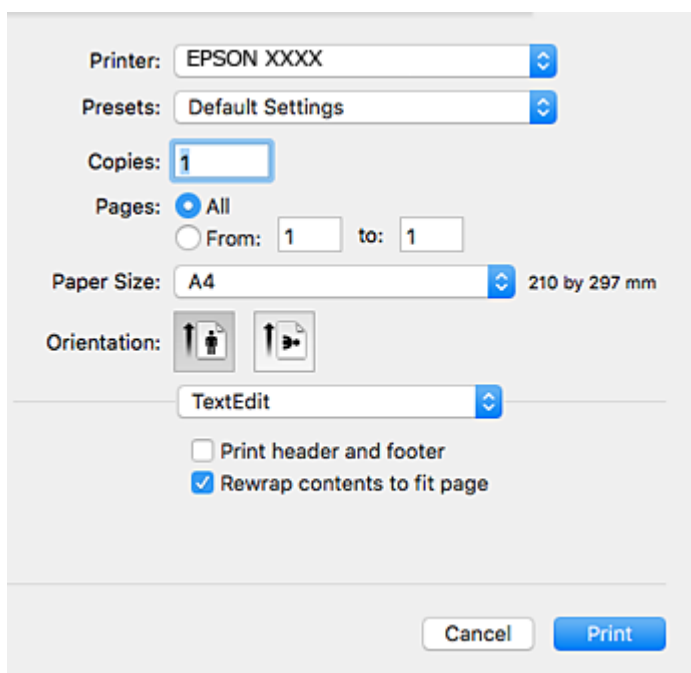 Printer: EPSON XXXX
Presets: Default Settings
Copies: 1
Pages: All
From: 1 to: 1
Paper Size: A4 210 by 297 mm
Orientation:
TextEdit
Print header and footer
Rewrap contents to fit page
Cancel Print